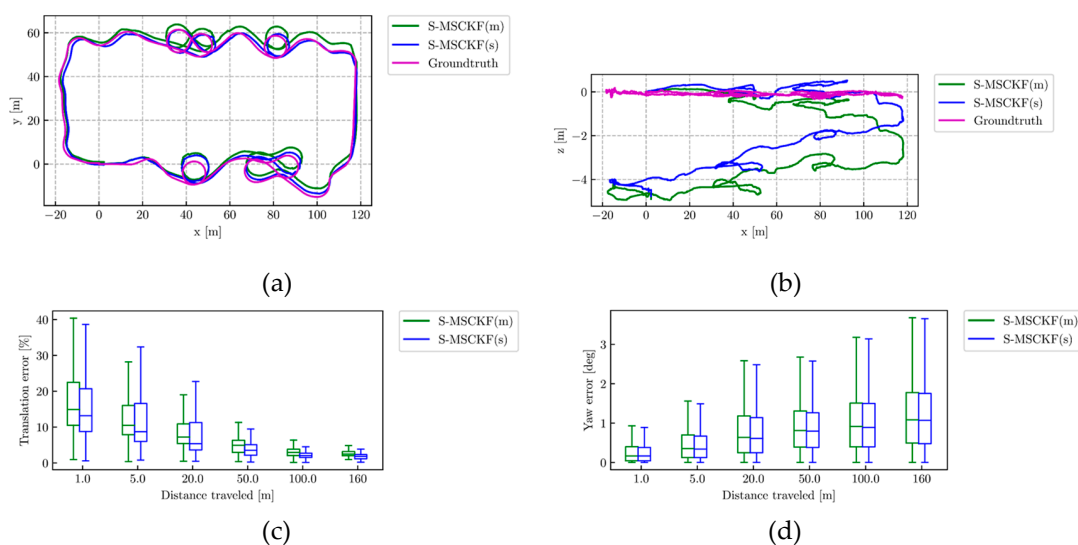 60
40
20
0
−20
0
20
40
60
80
100
120
y [m]
x [m]
S-MSCKF(m)
S-MSCKF(s)
Groundtruth
(a)
0
−2
−4
−20
0
20
40
60
80
100
120
z [m]
x [m]
S-MSCKF(m)
S-MSCKF(s)
Groundtruth
(b)
40
30
20
10
0
1.0
5.0
20.0
50.0
100.0
160
Translation error [%]
Distance traveled [m]
S-MSCKF(m)
S-MSCKF(s)
(c)
3
2
1
0
1.0
5.0
20.0
50.0
100.0
160
Yaw error [deg]
Distance traveled [m]
S-MSCKF(m)
S-MSCKF(s)
(d)